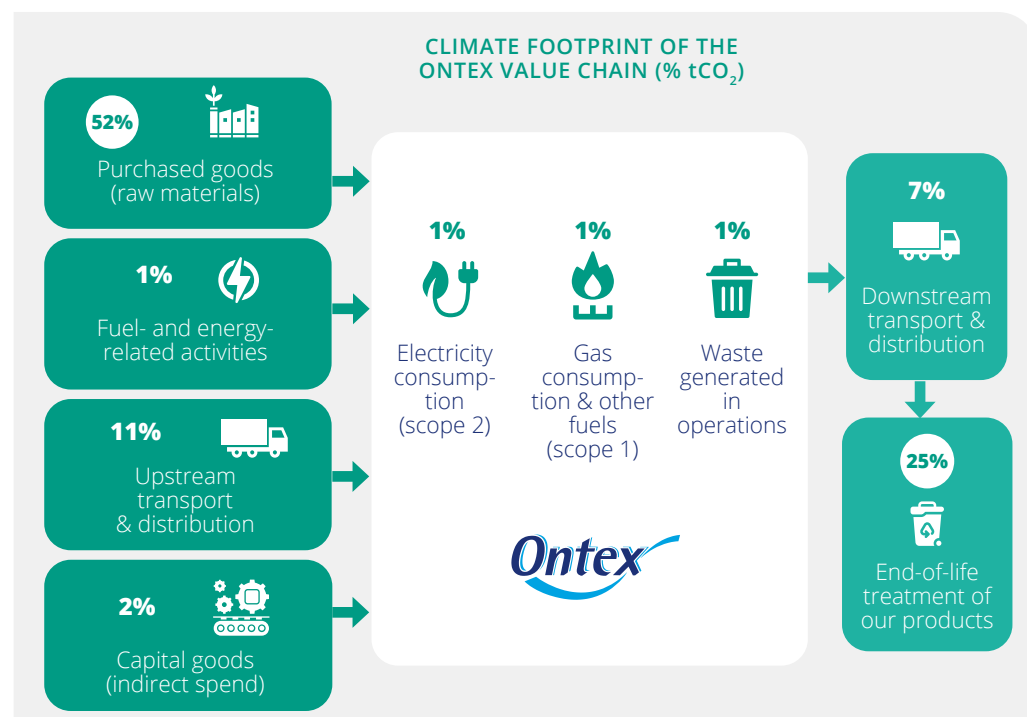 CLIMATE FOOTPRINT OF THE
ONTEX VALUE CHAIN (% tCO₂)
52%
Purchased goods
(raw materials)
1%
Fuel- and energy-
related activities
11%
Upstream
transport
& distribution
2%
Capital goods
(indirect spend)
1%
Electricity
consump-
tion
(scope 2)
1%
Gas
consump-
tion & other
fuels
(scope 1)
1%
Waste
generated
in
operations
Ontex
7%
Downstream
transport &
distribution
25%
End-of-life
treatment of
our products